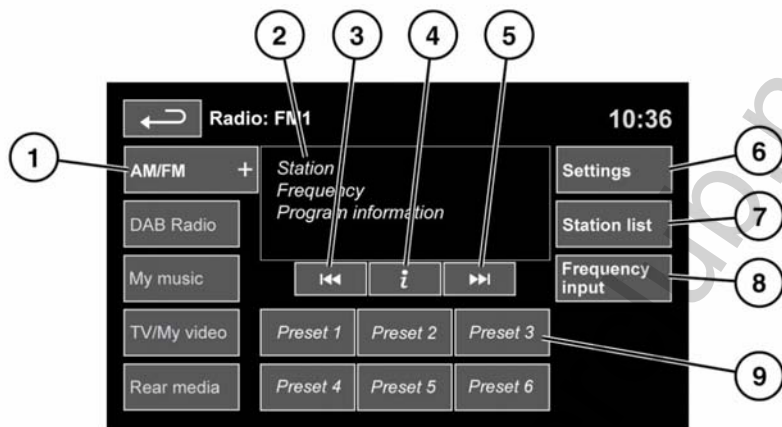 2
3
4
5
Radio: FM1
10:36
1
AM/FM +
Station
Frequency
Program information
Settings
6
DAB Radio
Station list
7
My music
i
Frequency
input
8
TV/My video
Preset 1
Preset 2
Preset 3
9
Rear media
Preset 4
Preset 5
Preset 6